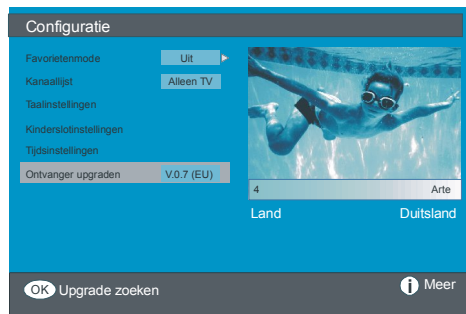 Configuratie
Favorietenmode Uit
Kanaallijst Alleen TV
Taalinstellingen
Kinderslotinstellingen
Tijdsinstellingen
Ontvanger upgraden V.0.7 (EU)
4 Arte
Land Duitsland
OK Upgrade zoeken i Meer